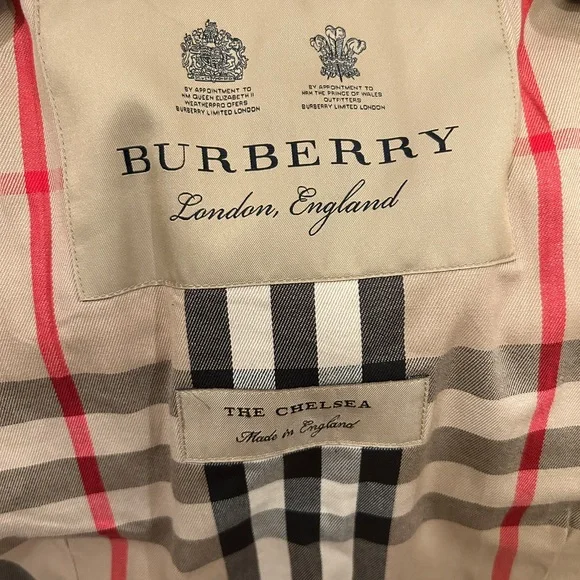 BY APPOINTMENT TO
HM QUEEN ELIZABETH II
WEATHERPROOFERS
BURBERRY LIMITED LONDON
BY APPOINTMENT TO
HRH THE PRINCE OF WALES
OUTFITTERS
BURBERRY LIMITED LONDON
BURBERRY
London, England
THE CHELSEA
Made in England